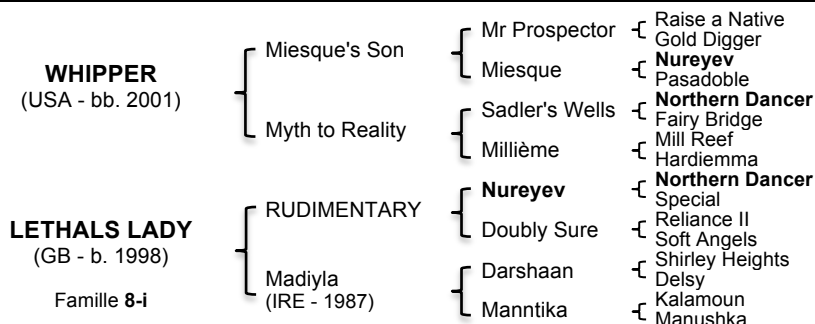 WHIPPER
(USA - bb. 2001)
Miesque's Son
Mr Prospector
Raise a Native
Gold Digger
Miesque
Nureyev
Pasadoble
Myth to Reality
Sadler's Wells
Northern Dancer
Fairy Bridge
Millième
Mill Reef
Hardiemma
LETHALS LADY
(GB - b. 1998)
Famille 8-i
RUDIMENTARY
Nureyev
Northern Dancer
Special
Doubly Sure
Reliance II
Soft Angels
Madiyla
(IRE - 1987)
Darshaan
Shirley Heights
Delsy
Manntika
Kalamoun
Manushka